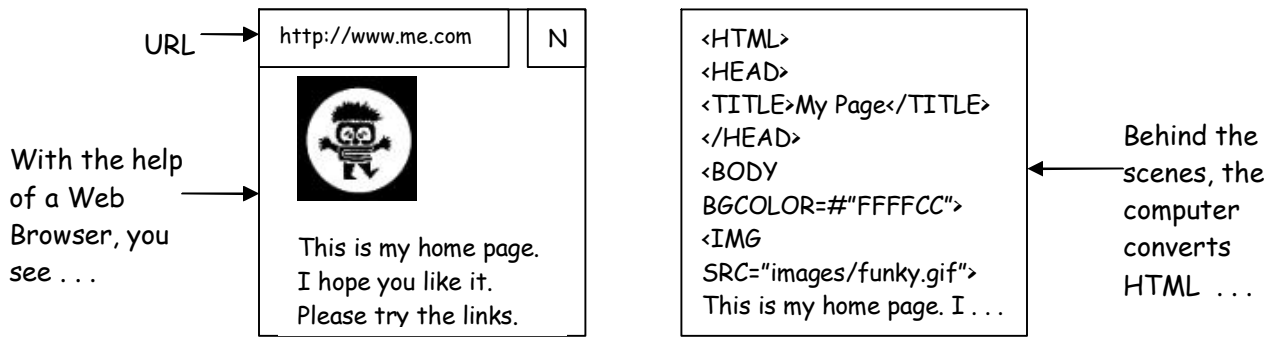 URL
http://www.me.com
N
With the help
of a Web
Browser, you
see . . .
This is my home page.
I hope you like it.
Please try the links.
<HTML>
<HEAD>
<TITLE>My Page</TITLE>
</HEAD>
<BODY
BGCOLOR=#"FFFFCC">
<IMG
SRC="images/funky.gif">
This is my home page. I . . .
Behind the
scenes, the
computer
converts
HTML . . .